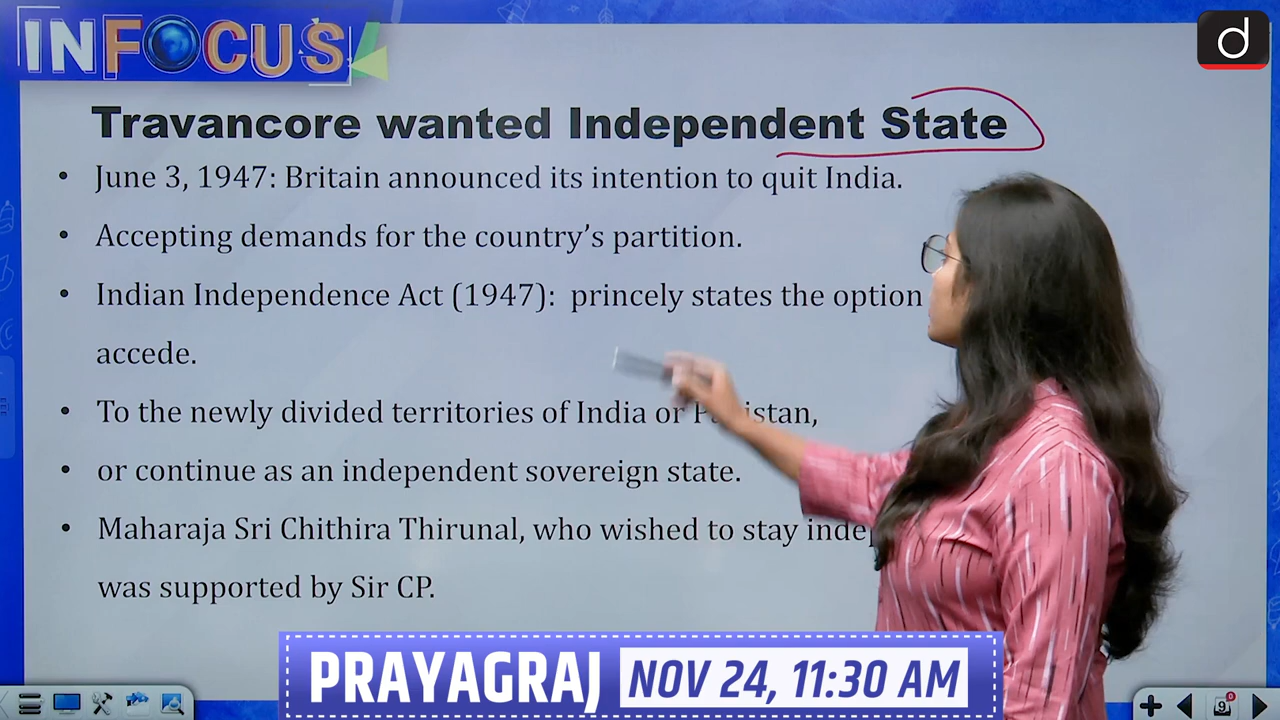 INFOCUS
d
Travancore wanted Independent State
• June 3, 1947: Britain announced its intention to quit India.
• Accepting demands for the country’s partition.
• Indian Independence Act (1947): princely states the option
accede.
• To the newly divided territories of India or Pakistan,
• or continue as an independent sovereign state.
• Maharaja Sri Chithira Thirunal, who wished to stay
was supported by Sir CP.
PRAYAGRAJ NOV 24, 11:30 AM
9 0